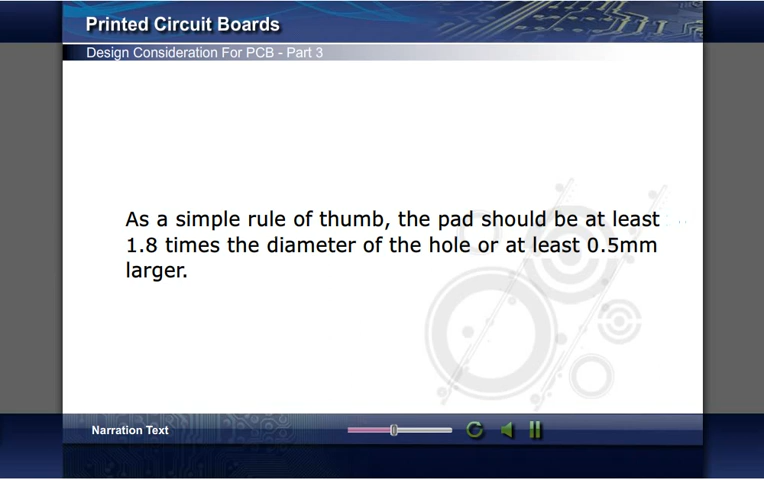 Printed Circuit Boards
Design Consideration For PCB - Part 3
As a simple rule of thumb, the pad should be at least
1.8 times the diameter of the hole or at least 0.5mm
larger.
Narration Text